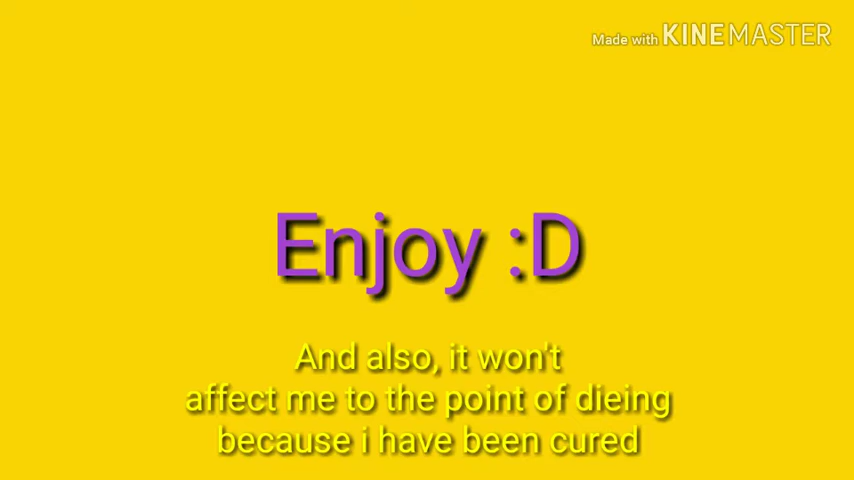 Made with KINEMASTER
Enjoy :D
And also, it won't
affect me to the point of dieing
because i have been cured